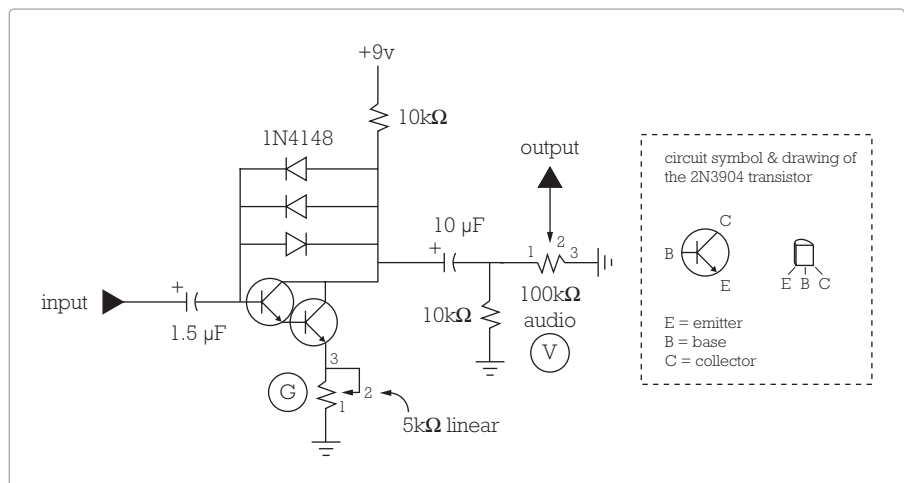 +9v
10kΩ
1N4148
output
10 µF
+
1 2 3
100kΩ
audio
V
10kΩ
input
+
1.5 µF
3
G
2
1
5kΩ linear
circuit symbol & drawing of
the 2N3904 transistor
C
B
E
E B C
E = emitter
B = base
C = collector